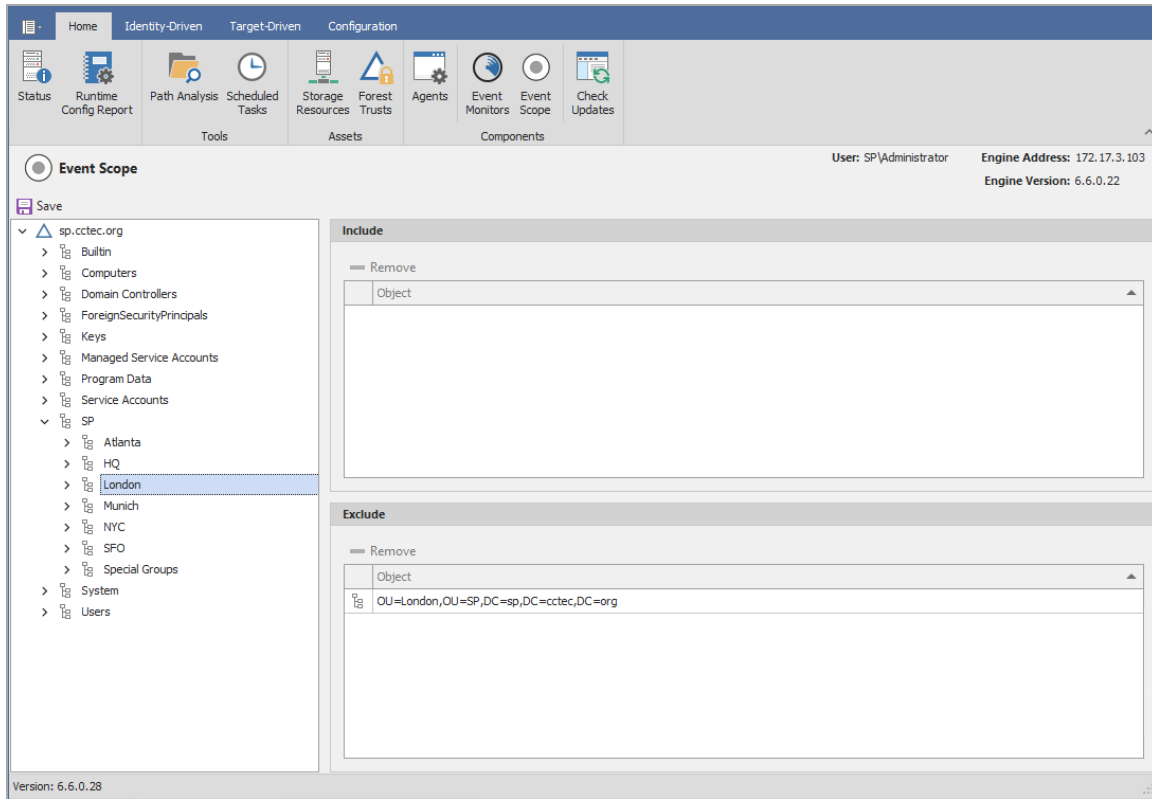 Home Identity-Driven Target-Driven Configuration
Status Runtime Config Report Path Analysis Scheduled Tasks Storage Resources Forest Trusts Agents Event Monitors Event Scope Check Updates
Tools Assets Components
Event Scope
User: SP\Administrator Engine Address: 172.17.3.103
Engine Version: 6.6.0.22
Save
sp.cctec.org
Builtin
Computers
Domain Controllers
ForeignSecurityPrincipals
Keys
Managed Service Accounts
Program Data
Service Accounts
SP
Atlanta
HQ
London
Munich
NYC
SFO
Special Groups
System
Users
Include
Remove
Object
Exclude
Remove
Object
OU=London,OU=SP,DC=sp,DC=cctec,DC=org
Version: 6.6.0.28